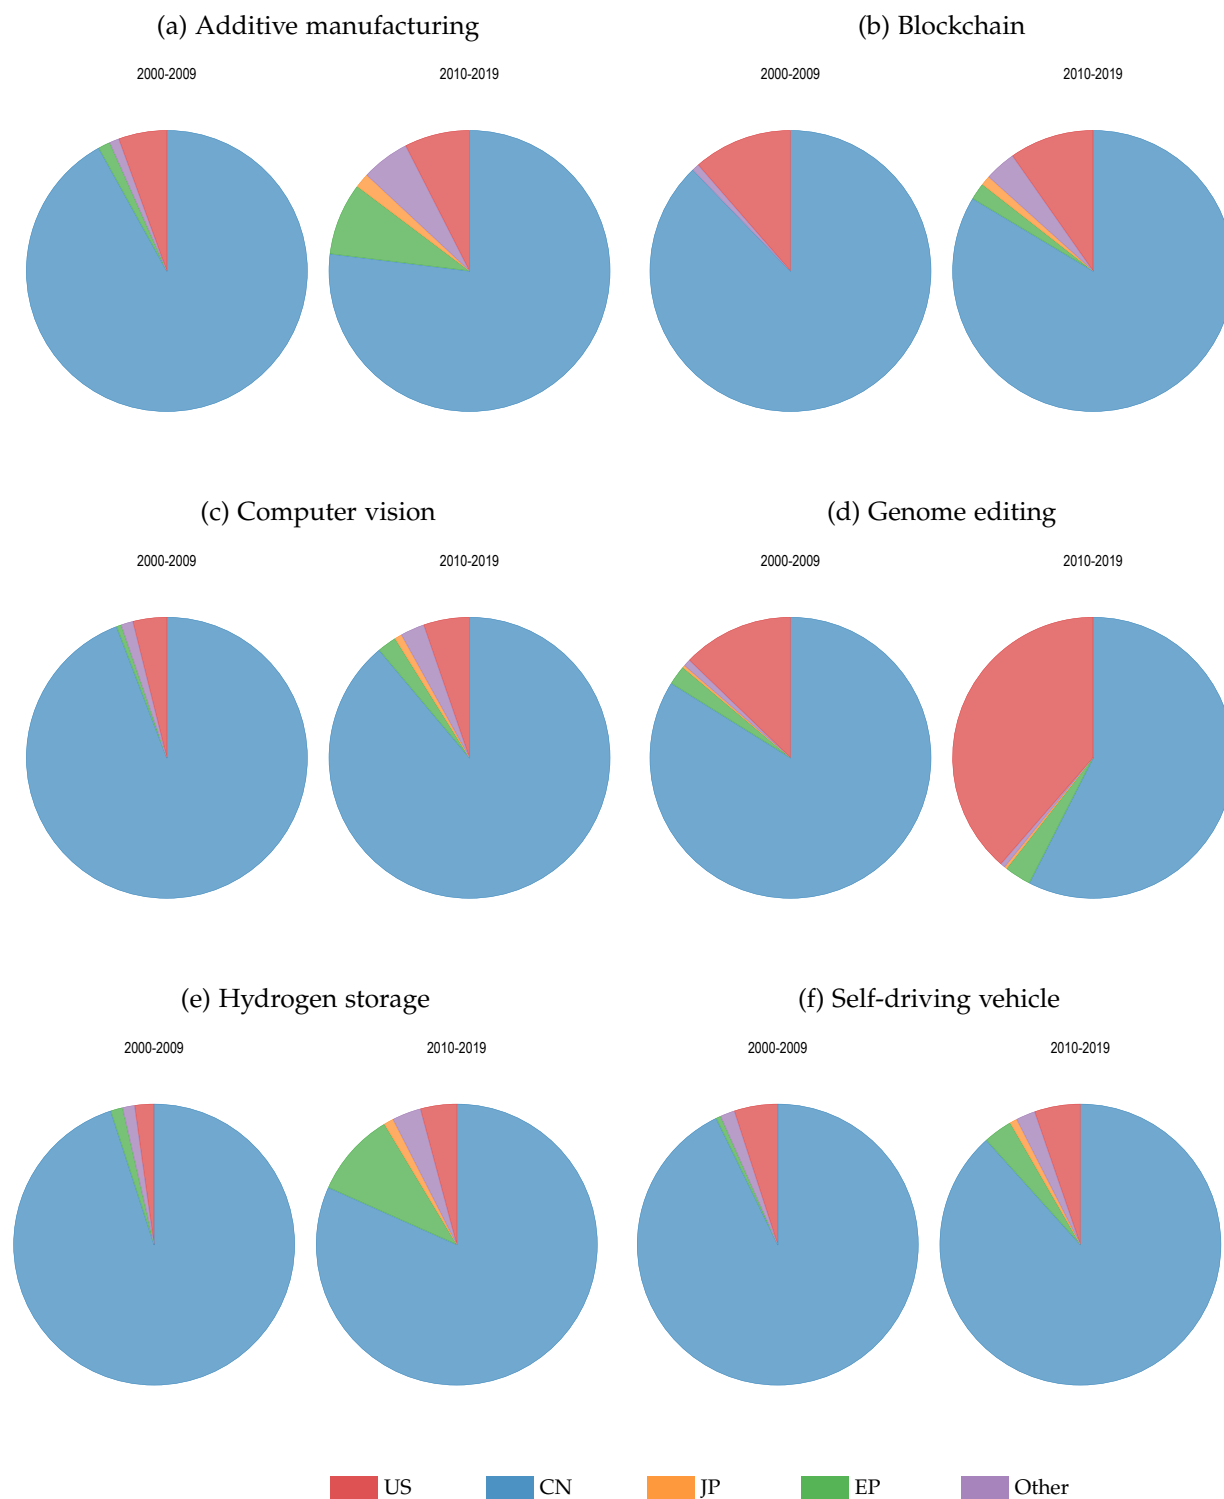 (a) Additive manufacturing
2000-2009 2010-2019
(b) Blockchain
2000-2009 2010-2019
(c) Computer vision
2000-2009 2010-2019
(d) Genome editing
2000-2009 2010-2019
(e) Hydrogen storage
2000-2009 2010-2019
(f) Self-driving vehicle
2000-2009 2010-2019
US CN JP EP Other